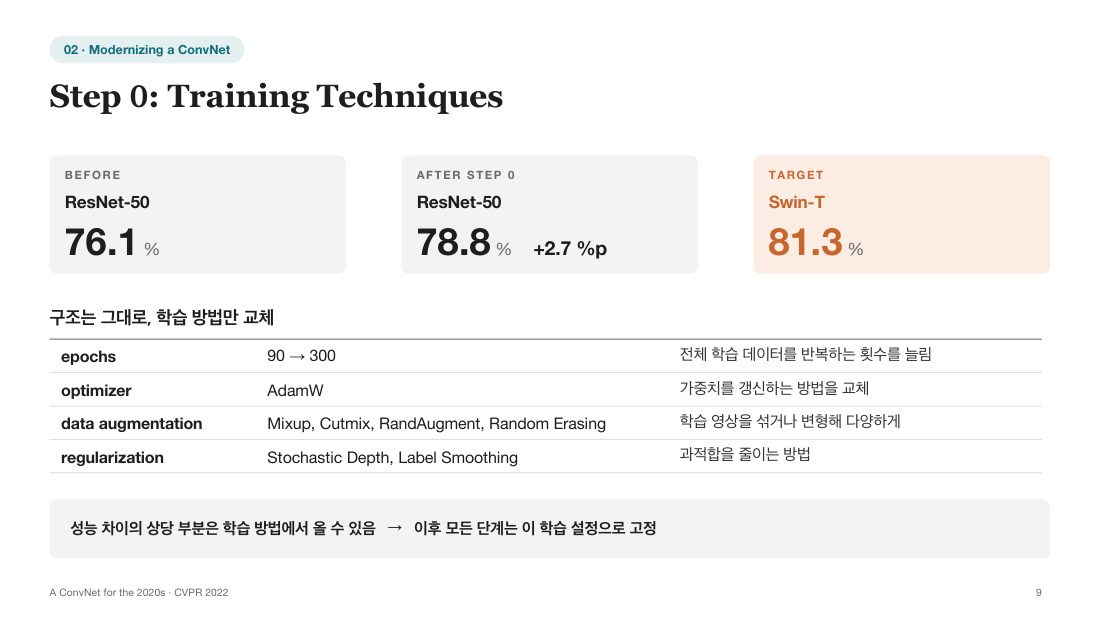 02 · Modernizing a ConvNet
Step 0: Training Techniques
BEFORE
ResNet-50
76.1 %
AFTER STEP 0
ResNet-50
78.8 % +2.7 %p
TARGET
Swin-T
81.3 %
구조는 그대로, 학습 방법만 교체
epochs 90 → 300 전체 학습 데이터를 반복하는 횟수를 늘림
optimizer AdamW 가중치를 갱신하는 방법을 교체
data augmentation Mixup, Cutmix, RandAugment, Random Erasing 학습 영상을 섞거나 변형해 다양하게
regularization Stochastic Depth, Label Smoothing 과적합을 줄이는 방법
성능 차이의 상당 부분은 학습 방법에서 올 수 있음 → 이후 모든 단계는 이 학습 설정으로 고정
A ConvNet for the 2020s · CVPR 2022 9